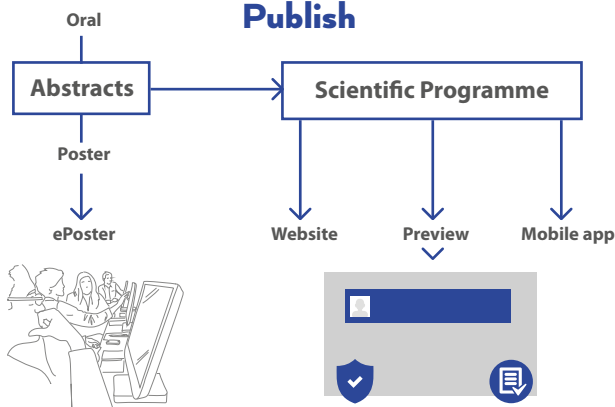 Publish
Oral
Abstracts
Scientific Programme
Poster
ePoster
Website
Preview
Mobile app